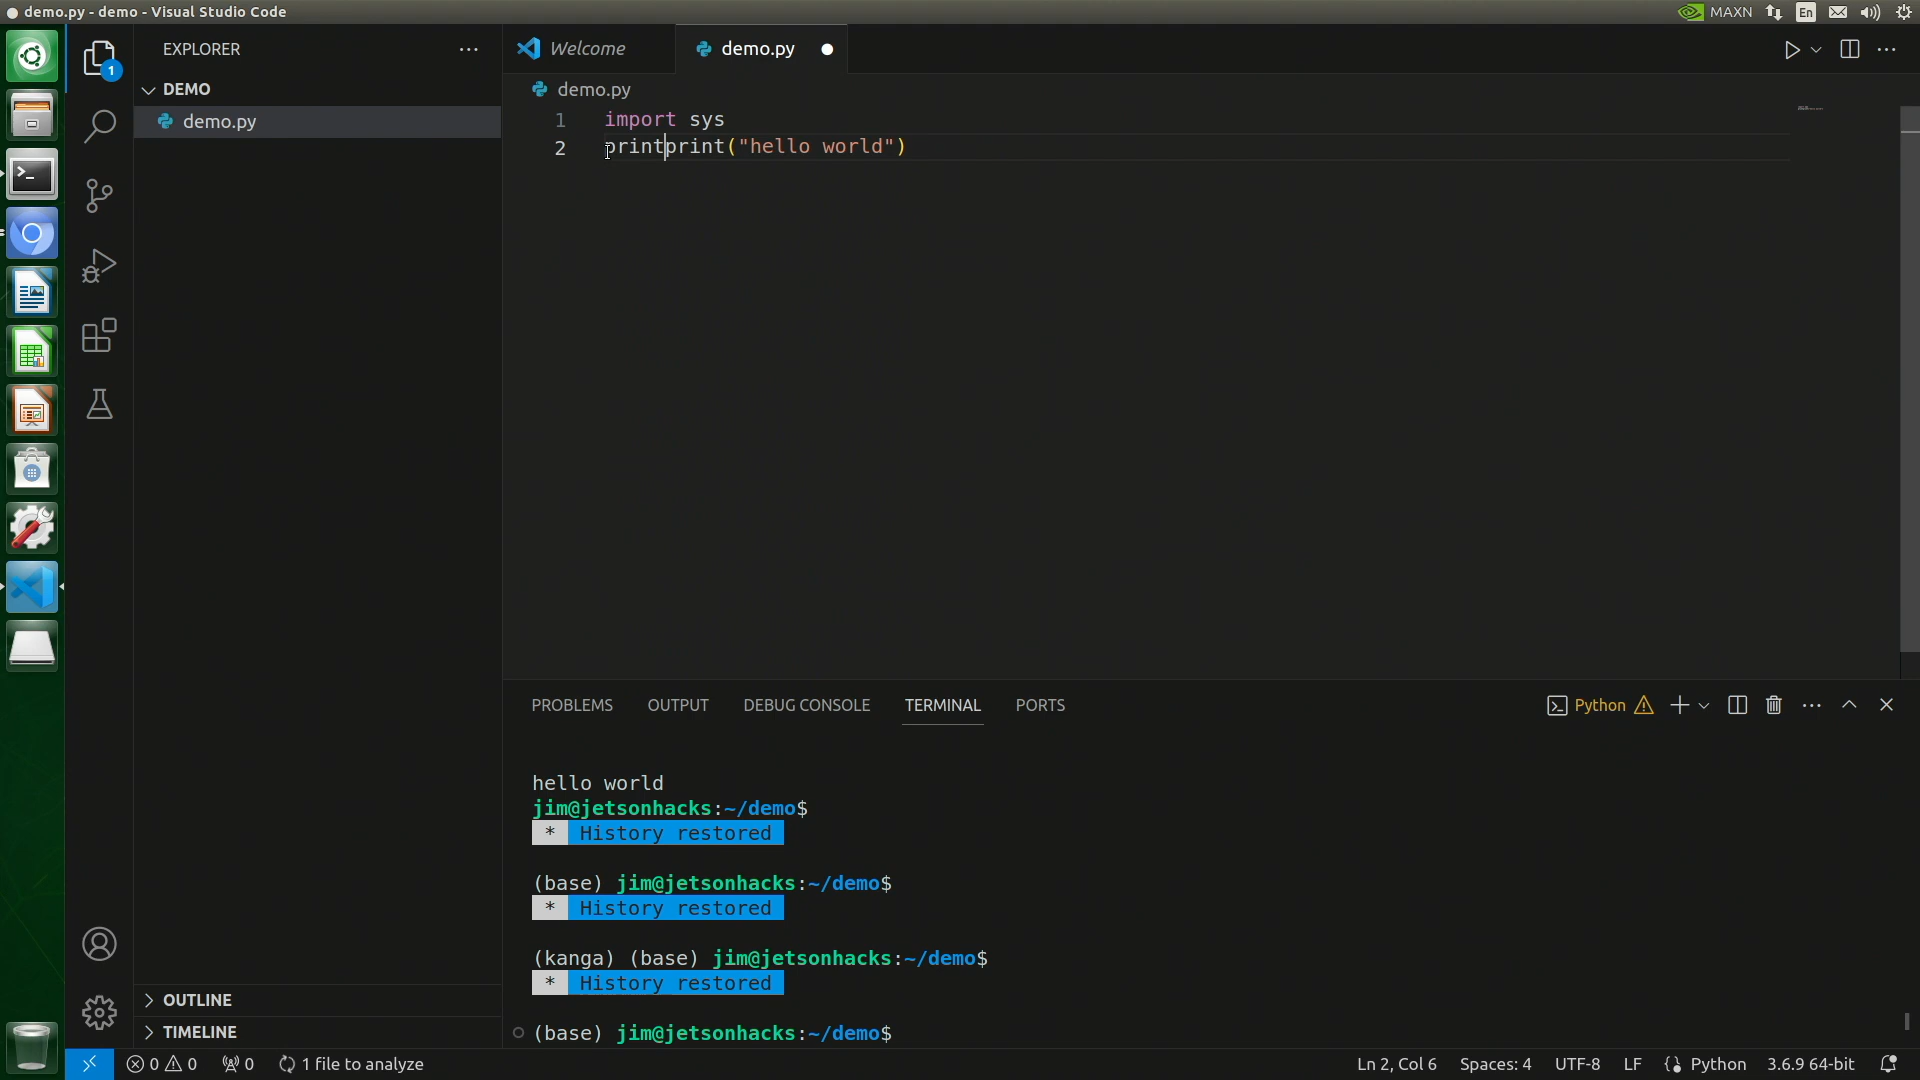 demo.py - demo - Visual Studio Code
MAXN
En
EXPLORER
Welcome
demo.py
1
DEMO
demo.py
demo.py
1 import sys
2 printprint("hello world")
PROBLEMS OUTPUT DEBUG CONSOLE TERMINAL PORTS
Python
hello world
jim@jetsonhacks:~/demo$
* History restored
(base) jim@jetsonhacks:~/demo$
* History restored
(kanga) (base) jim@jetsonhacks:~/demo$
* History restored
(base) jim@jetsonhacks:~/demo$
OUTLINE
TIMELINE
0 0 0 1 file to analyze
Ln 2, Col 6 Spaces: 4 UTF-8 LF {} Python 3.6.9 64-bit